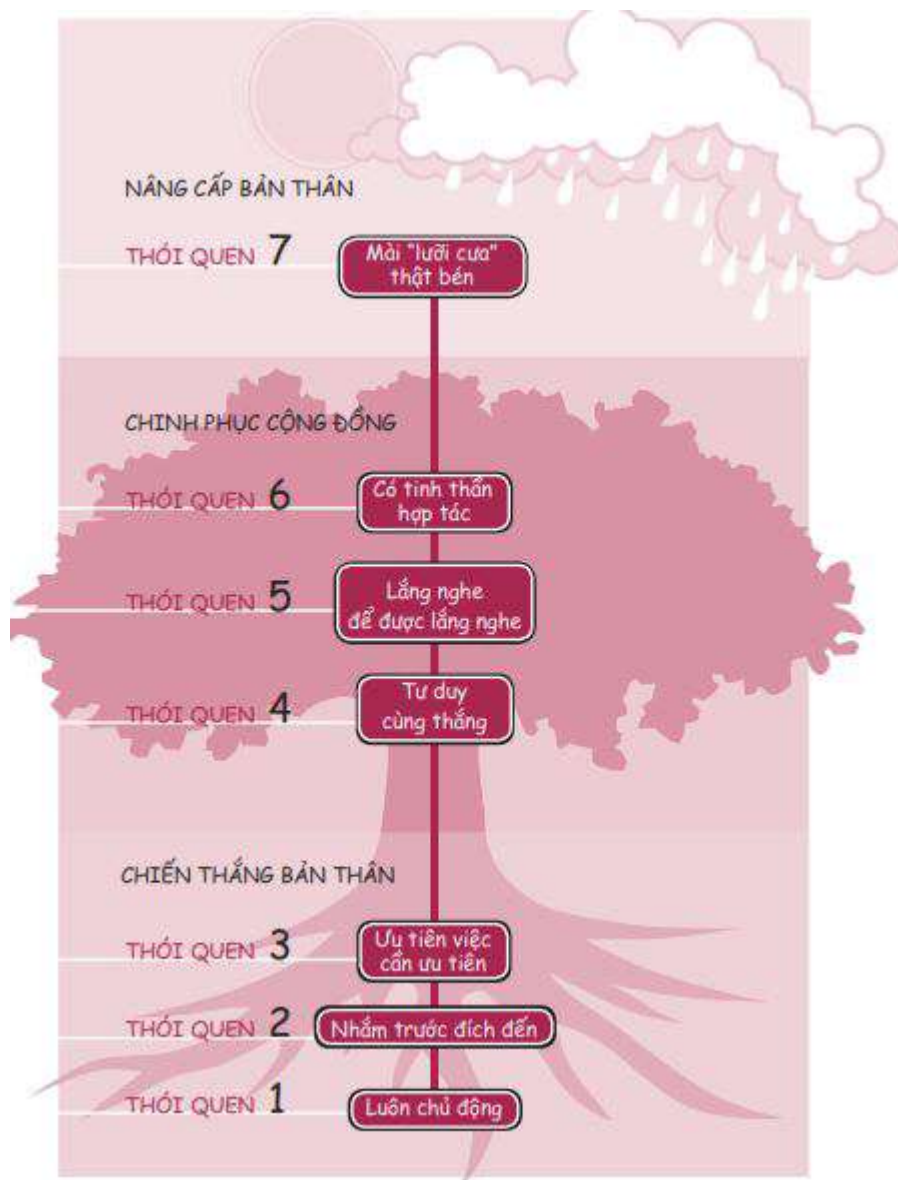 NÂNG CẤP BẢN THÂN
THÓI QUEN 7
Mài "lưỡi cưa"
thật bén
CHINH PHỤC CỘNG ĐỒNG
THÓI QUEN 6
Có tinh thần
hợp tác
THÓI QUEN 5
Lắng nghe
để được lắng nghe
THÓI QUEN 4
Tư duy
cùng thắng
CHIẾN THẮNG BẢN THÂN
THÓI QUEN 3
Ưu tiên việc
cần ưu tiên
THÓI QUEN 2
Nhắm trước đích đến
THÓI QUEN 1
Luôn chủ động